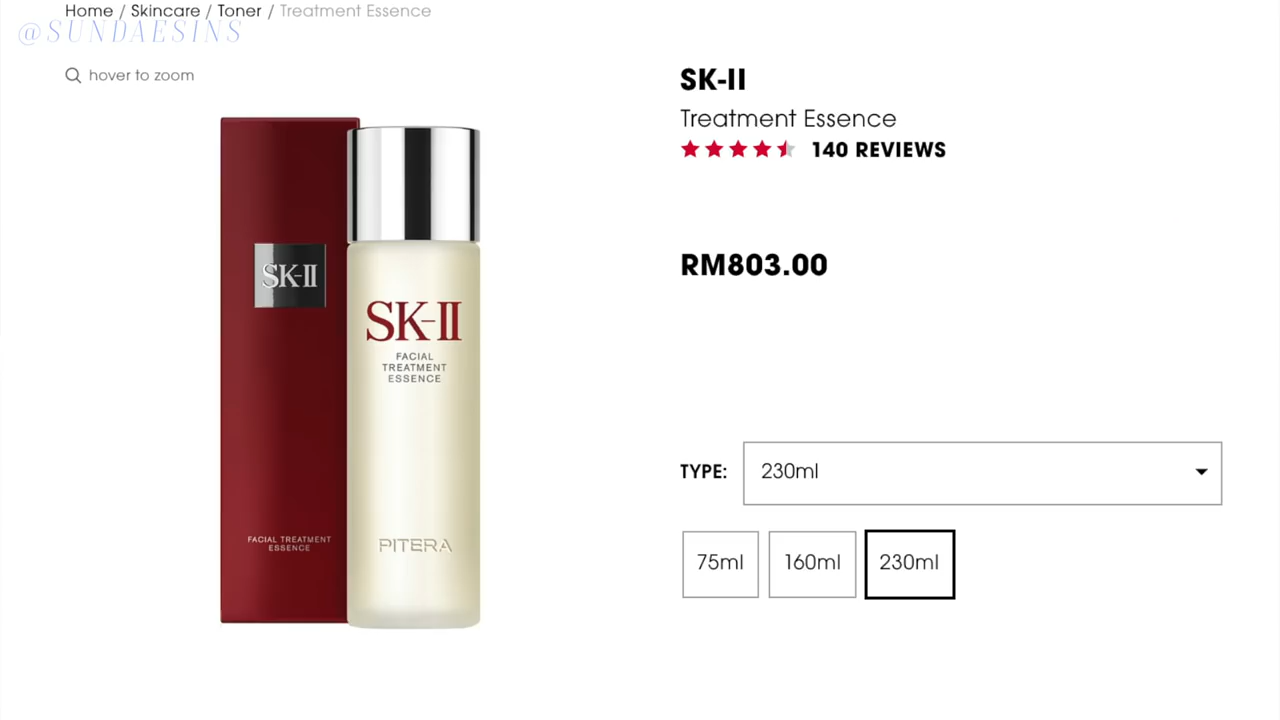 Home / Skincare / Toner / Treatment Essence
@SUNDAESINS
hover to zoom
SK-II
Treatment Essence
140 REVIEWS
RM803.00
SK-II
SK-II
FACIAL
TREATMENT
ESSENCE
FACIAL TREATMENT
ESSENCE
PITERA
TYPE: 230ml
75ml 160ml 230ml